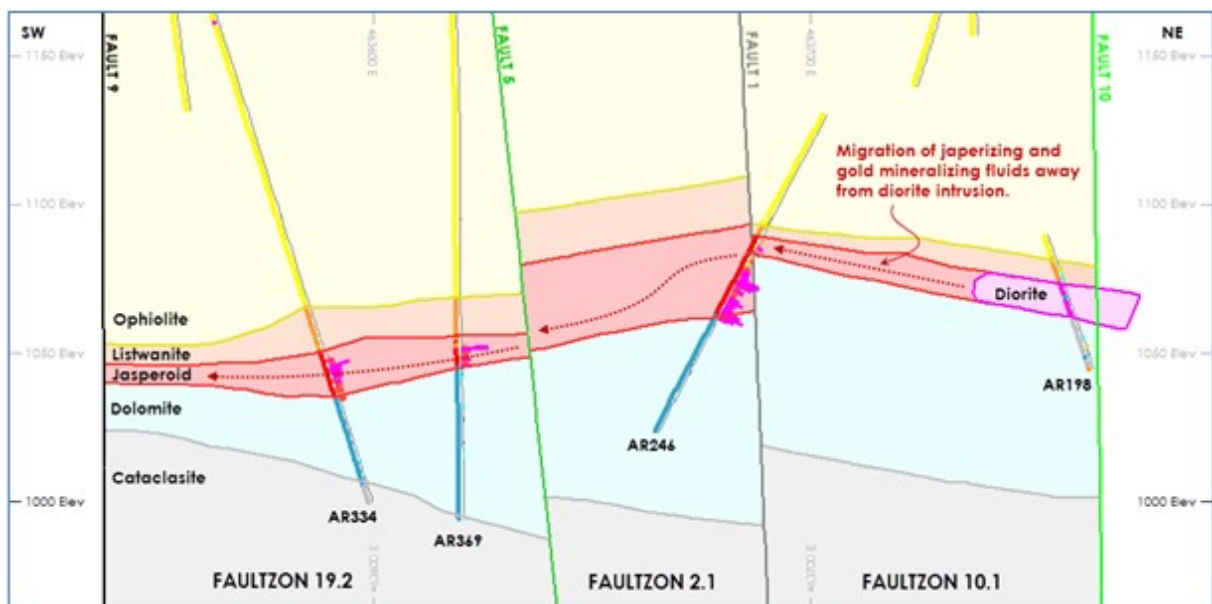 SW
NE
1150 Elev
1150 Elev
FAULT 9
463600 E
FAULT 5
FAULT 1
463700 E
FAULT 10
Migration of japerizing and
gold mineralizing fluids away
from diorite intrusion.
1100 Elev
1100 Elev
Diorite
Ophiolite
Listwanite
1050 Elev
1050 Elev
Jasperoid
AR198
Dolomite
AR246
Cataclasite
1000 Elev
1000 Elev
AR334
AR369
FAULTZON 19.2
FAULTZON 2.1
FAULTZON 10.1